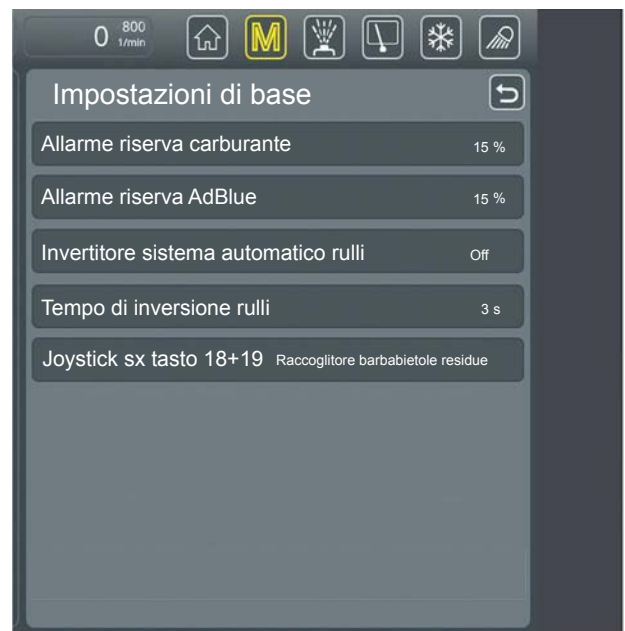 0 800
1/min
M
Impostazioni di base
Allarme riserva carburante 15 %
Allarme riserva AdBlue 15 %
Invertitore sistema automatico rulli Off
Tempo di inversione rulli 3 s
Joystick sx tasto 18+19 Raccoglitore barbabietole residue